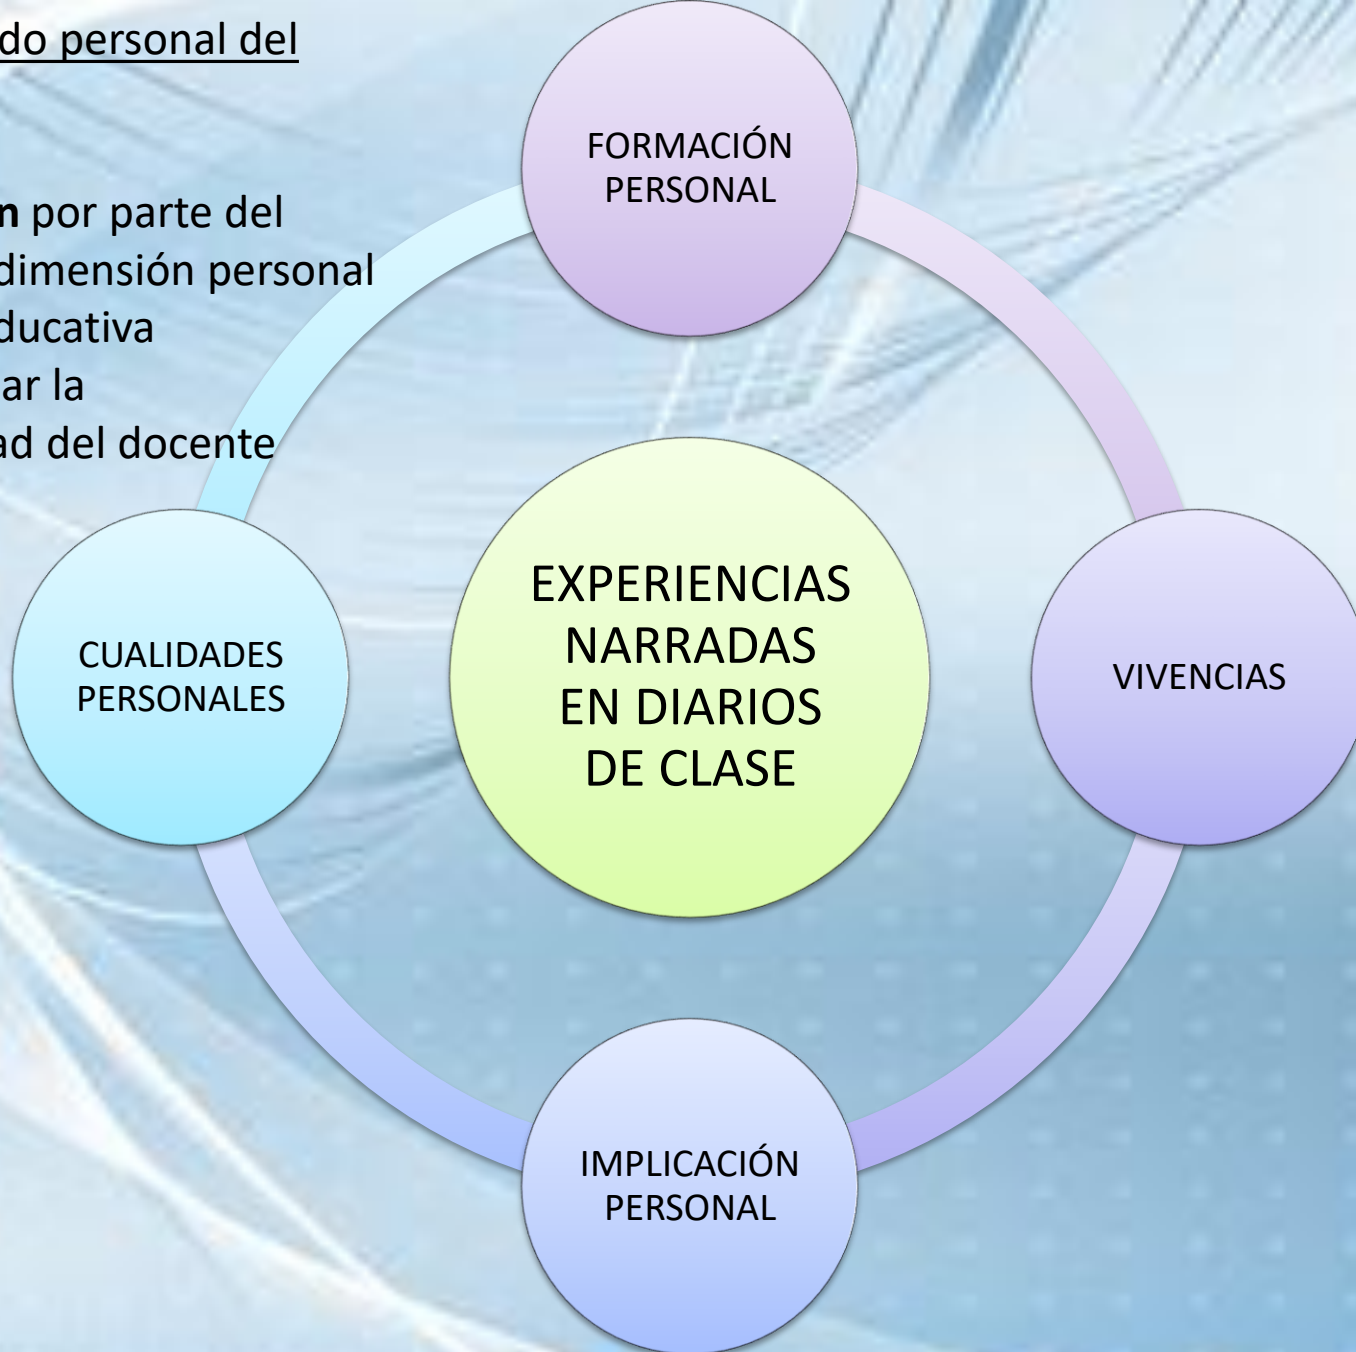 do personal del
n por parte del
dimensión personal
ducativa
ar la
ad del docente
FORMACIÓN
PERSONAL
CUALIDADES
PERSONALES
EXPERIENCIAS
NARRADAS
EN DIARIOS
DE CLASE
VIVENCIAS
IMPLICACIÓN
PERSONAL